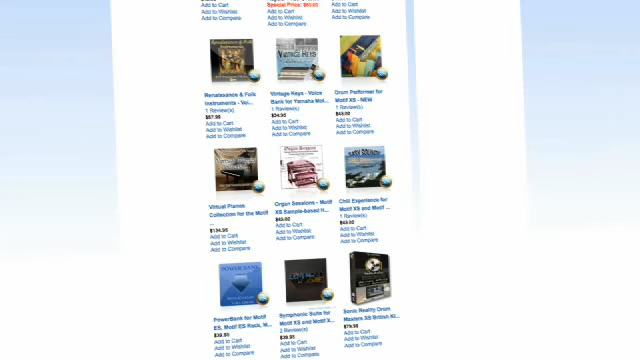 Add to Cart
Add to Wishlist
Add to Compare
Special Price:
Add to Cart
Add to Wishlist
Add to Compare
Add to Cart
Add to Wishlist
Add to Compare
Renaissance & Folk
Instruments - Voi...
1 Review(s)
$57.95
Add to Cart
Add to Wishlist
Add to Compare
VINTAGE KEYS
Vintage Keys - Voice
Bank for Yamaha Mot...
1 Review(s)
$34.95
Add to Cart
Add to Wishlist
Add to Compare
Drum Performer for
Motif XS - NEW
1 Review(s)
Add to Cart
Add to Wishlist
Add to Compare
Virtual Pianos
Collection for the Motif
...
$134.95
Add to Cart
Add to Wishlist
Add to Compare
Organ Sessions
Organ Sessions - Motif
XS Sample-based H...
Add to Cart
Add to Wishlist
Add to Compare
Chill Experience for
Motif XS and Motif ...
1 Review(s)
Add to Cart
Add to Wishlist
Add to Compare
POWER BANK
PowerBank for Motif
ES, Motif ES Rack, M...
$39.95
Add to Cart
Add to Wishlist
Add to Compare
Symphonic Suite for
Motif XS and Motif X...
2 Review(s)
$39.95
Add to Cart
Add to Wishlist
Add to Compare
Sonic Reality Drum
Masters XS British Ki...
$79.95
Add to Cart
Add to Wishlist
Add to Compare